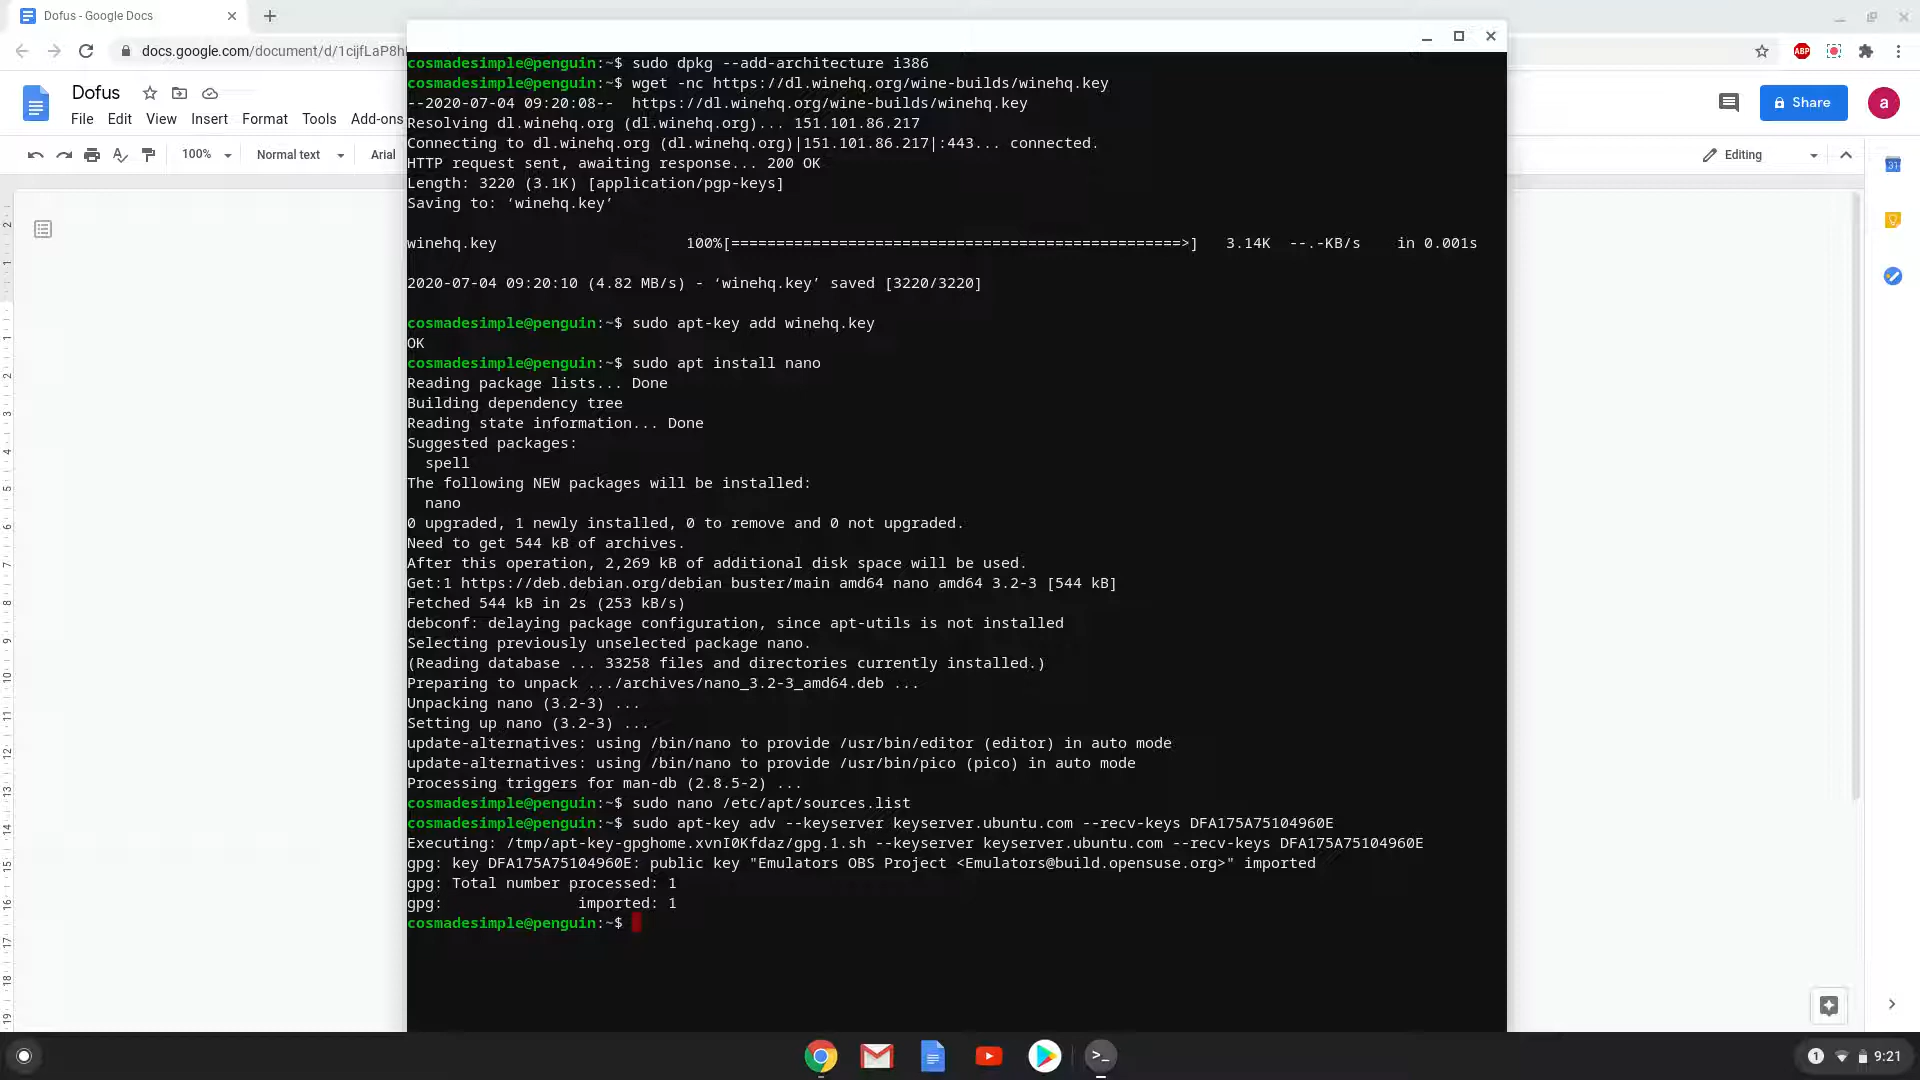 Dofus - Google Docs
docs.google.com/document/d/1cijfLaP8h
Dofus
File Edit View Insert Format Tools Add-ons
Share
a
100% Normal text Arial
Editing
cosmadesimple@penguin:~$ sudo dpkg --add-architecture i386
cosmadesimple@penguin:~$ wget -nc https://dl.winehq.org/wine-builds/winehq.key
--2020-07-04 09:20:08-- https://dl.winehq.org/wine-builds/winehq.key
Resolving dl.winehq.org (dl.winehq.org)... 151.101.86.217
Connecting to dl.winehq.org (dl.winehq.org)|151.101.86.217|:443... connected.
HTTP request sent, awaiting response... 200 OK
Length: 3220 (3.1K) [application/pgp-keys]
Saving to: ‘winehq.key’
winehq.key 100%[==================================================>] 3.14K --.-KB/s in 0.001s
2020-07-04 09:20:10 (4.82 MB/s) - ‘winehq.key’ saved [3220/3220]
cosmadesimple@penguin:~$ sudo apt-key add winehq.key
OK
cosmadesimple@penguin:~$ sudo apt install nano
Reading package lists... Done
Building dependency tree
Reading state information... Done
Suggested packages:
spell
The following NEW packages will be installed:
nano
0 upgraded, 1 newly installed, 0 to remove and 0 not upgraded.
Need to get 544 kB of archives.
After this operation, 2,269 kB of additional disk space will be used.
Get:1 https://deb.debian.org/debian buster/main amd64 nano amd64 3.2-3 [544 kB]
Fetched 544 kB in 2s (253 kB/s)
debconf: delaying package configuration, since apt-utils is not installed
Selecting previously unselected package nano.
(Reading database ... 33258 files and directories currently installed.)
Preparing to unpack .../archives/nano_3.2-3_amd64.deb ...
Unpacking nano (3.2-3) ...
Setting up nano (3.2-3) ...
update-alternatives: using /bin/nano to provide /usr/bin/editor (editor) in auto mode
update-alternatives: using /bin/nano to provide /usr/bin/pico (pico) in auto mode
Processing triggers for man-db (2.8.5-2) ...
cosmadesimple@penguin:~$ sudo nano /etc/apt/sources.list
cosmadesimple@penguin:~$ sudo apt-key adv --keyserver keyserver.ubuntu.com --recv-keys DFA175A75104960E
Executing: /tmp/apt-key-gpghome.xvnI0Kfdaz/gpg.1.sh --keyserver keyserver.ubuntu.com --recv-keys DFA175A75104960E
gpg: key DFA175A75104960E: public key "Emulators OBS Project <Emulators@build.opensuse.org>" imported
gpg: Total number processed: 1
gpg: imported: 1
cosmadesimple@penguin:~$
1 9:21